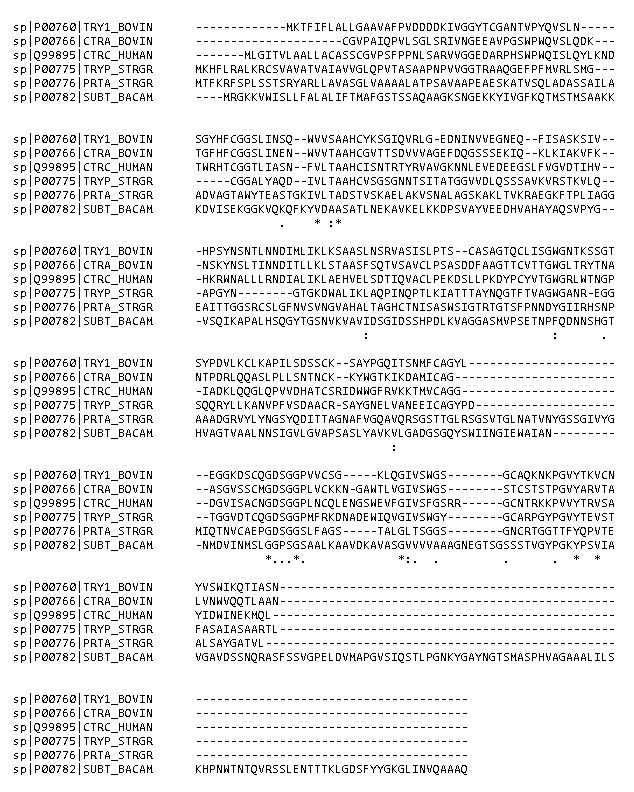 sp|P00760|TRY1_BOVIN -------------MKTFIFLALLGAAVAFPVDDDDKIVGGYTCGANTVPYQVSLN-----
sp|P00766|CTRA_BOVIN ---------------------CGVPAIQPVLSGLSRIVNGEEAVPGSWPWQVSLQDK---
sp|Q99895|CTRC_HUMAN -------MLGITVLAALLACASSCGVPSFPPNLSARVVGGEDARPHSWPWQISLQYLKND
sp|P00775|TRYP_STRGR MKHFLRALKRCSVAVATVAIAVVGLQPVTASAAPNPVVGGTRAAQGEFPFMVRLSMG---
sp|P00776|PRTA_STRGR MTFKRFSPLSSTSRYARLLAVASGLVAAAALATPSAVAAPEAESKATVSQLADASSAILA
sp|P00782|SUBT_BACAM ----MRGKKVWISLLFALALIFTMAFGSTSSAQAAGKSNGEKKYIVGFKQTMSTMSAAKK
sp|P00760|TRY1_BOVIN SGYHFCGGSLINSQ--WVVSAAHCYKSGIQVRLG-EDNINVVEGNEQ--FISASKSIV--
sp|P00766|CTRA_BOVIN TGFHFCGGSLINEN--WVVTAAHCGVTTSDVVVAGEFDQGSSSEKIQ--KLKIAKVFK--
sp|Q99895|CTRC_HUMAN TWRHTCGGTLIASN--FVLTAAHCISNTRTYRVAVGKNNLEVEDEEGSLFVGVDTIHV--
sp|P00775|TRYP_STRGR -----CGGALYAQD--IVLTAAHCVSGSGNNTSITATGGVVDLQSSSAVKVRSTKVLQ--
sp|P00776|PRTA_STRGR ADVAGTAWYTEASTGKIVLTADSTVSKAELAKVSNALAGSKAKLTVKRAEGKFTPLIAGG
sp|P00782|SUBT_BACAM KDVISEKGGKVQKQFKYVDAASATLNEKAVKELKKDPSVAYVEEDHVAHAYAQSVPYG--
. * :*
sp|P00760|TRY1_BOVIN -HPSYNSNTLNNDIMLIKLKSAASLNSRVASISLPTS--CASAGTQCLISGWGNTKSSGT
sp|P00766|CTRA_BOVIN -NSKYNSLTINNDITLLKLSTAASFSQTVSAVCLPSASDDFAAGTTCVTTGWGLTRYTNA
sp|Q99895|CTRC_HUMAN -HKRWNALLLRNDIALIKLAEHVELSDTIQVACLPEKDSLLPKDYPCYVTGWGRLWTNGP
sp|P00775|TRYP_STRGR -APGYN--------GTGKDWALIKLAQPINQPTLKIATTTAYNQGTFTVAGWGANR-EGG
sp|P00776|PRTA_STRGR EAITTGGSRCSLGFNVSVNGVAHALTAGHCTNISASWSIGTRTGTSFPNNDYGIIRHSNP
sp|P00782|SUBT_BACAM -VSQIKAPALHSQGYTGSNVKVAVIDSGIDSSHPDLKVAGGASMVPSETNPFQDNNSHGT
: : .
sp|P00760|TRY1_BOVIN SYPDVLKCLKAPILSDSSCK--SAYPGQITSNMFCAGYL---------------------
sp|P00766|CTRA_BOVIN NTPDRLQQASLPLLSNTNCK--KYWGTKIKDAMICAG-----------------------
sp|Q99895|CTRC_HUMAN -IADKLQQGLQPVVDHATCSRIDWWGFRVKKTMVCAGG----------------------
sp|P00775|TRYP_STRGR SQQRYLLKANVPFVSDAACR-SAYGNELVANEEICAGYPD--------------------
sp|P00776|PRTA_STRGR AAADGRVYLYNGSYQDITTAGNAFVGQAVQRSGSTTGLRSGSVTGLNATVNYGSSGIVYG
sp|P00782|SUBT_BACAM HVAGTVAALNNSIGVLGVAPSASLYAVKVLGADGSGQYSWIINGIEWAIAN---------
:
sp|P00760|TRY1_BOVIN --EGGKDSCQGDSGGPVVCSG----KLQGIVSWGS--------GCAQKNKPGVYTKVCN
sp|P00766|CTRA_BOVIN --ASGVSSCMGDSGGPLVCKKN-GAWTLVGIVSWGS--------STCSTSTPGVYARVTA
sp|Q99895|CTRC_HUMAN --DGVISACNGDSGGPLNCQLENGSWEVFGIVSFGSRR------GCNTRKKPVVYTRVSA
sp|P00775|TRYP_STRGR --TGGVDTCQGDSGGPMFRKDNADEWIQVGIVSWGY--------GCARPGYPGVYTEVST
sp|P00776|PRTA_STRGR MIQTNVCAEPGDSGGSLFAGS-----TALGLTSGGS--------GNCRTGGTTFYQPVTE
sp|P00782|SUBT_BACAM -NMDVINMSLGGPSGSAALKAAVDKAVASGVVVVAAAGNEGTSGSSSTVGYPGKYPSVIA
*...*. *:. . . . * *
sp|P00760|TRY1_BOVIN YVSWIKQTIASN------------------------------------------------
sp|P00766|CTRA_BOVIN LVNWVQQTLAAN------------------------------------------------
sp|Q99895|CTRC_HUMAN YIDWINEKMQL-------------------------------------------------
sp|P00775|TRYP_STRGR FASAIASAARTL------------------------------------------------
sp|P00776|PRTA_STRGR ALSAYGATVL--------------------------------------------------
sp|P00782|SUBT_BACAM VGAVDSSNQRASFSSVGPELDVMAPGVSIQSTLPGNKYGAYNGTSMASPHVAGAAALILS
sp|P00760|TRY1_BOVIN ---------------------------------------
sp|P00766|CTRA_BOVIN ---------------------------------------
sp|Q99895|CTRC_HUMAN ---------------------------------------
sp|P00775|TRYP_STRGR ---------------------------------------
sp|P00776|PRTA_STRGR ---------------------------------------
sp|P00782|SUBT_BACAM KHPNWTNTQVRSSLENTTTKLGDSFYYGKGLINVQAAAQ